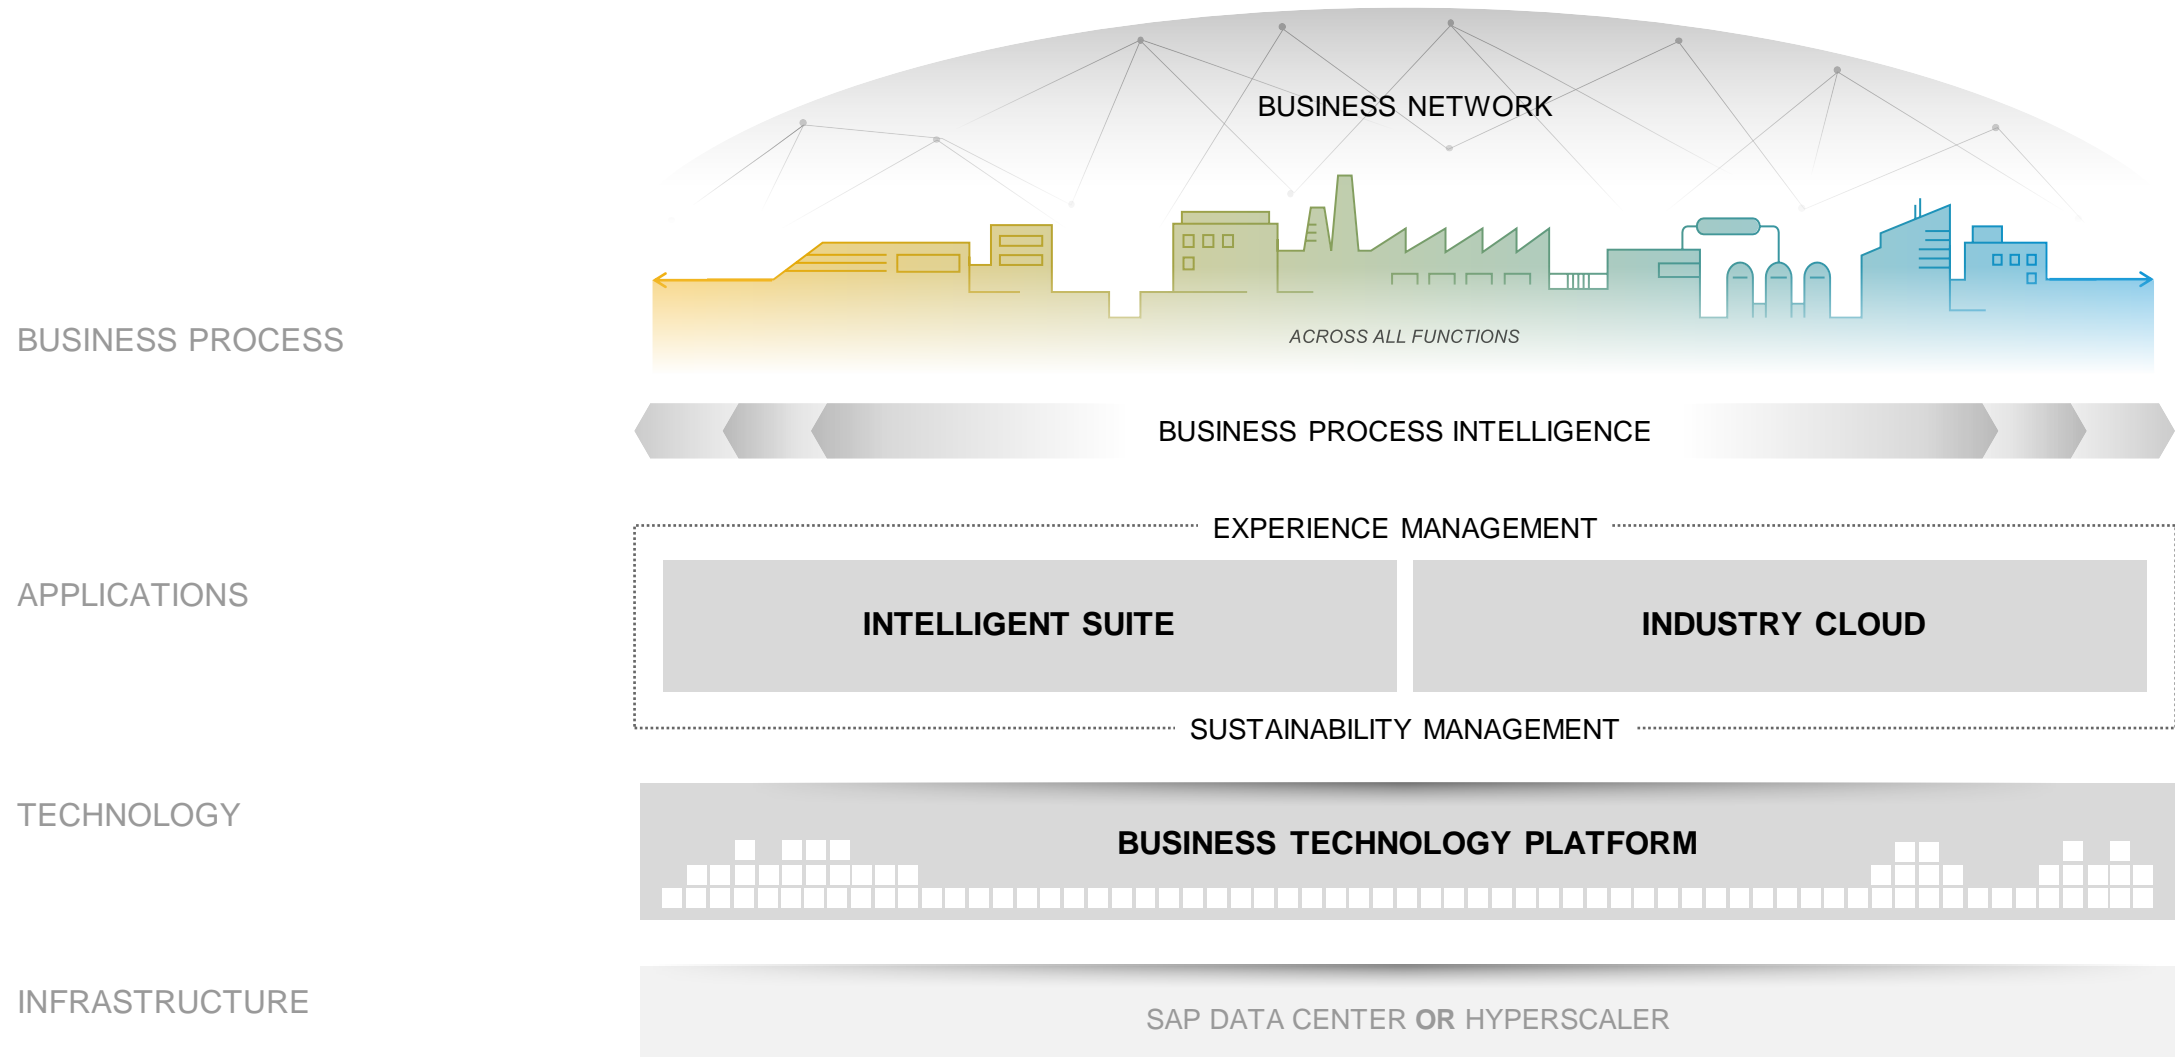 BUSINESS NETWORK
BUSINESS PROCESS
ACROSS ALL FUNCTIONS
BUSINESS PROCESS INTELLIGENCE
EXPERIENCE MANAGEMENT
APPLICATIONS
INTELLIGENT SUITE
INDUSTRY CLOUD
SUSTAINABILITY MANAGEMENT
TECHNOLOGY
BUSINESS TECHNOLOGY PLATFORM
INFRASTRUCTURE
SAP DATA CENTER OR HYPERSCALER